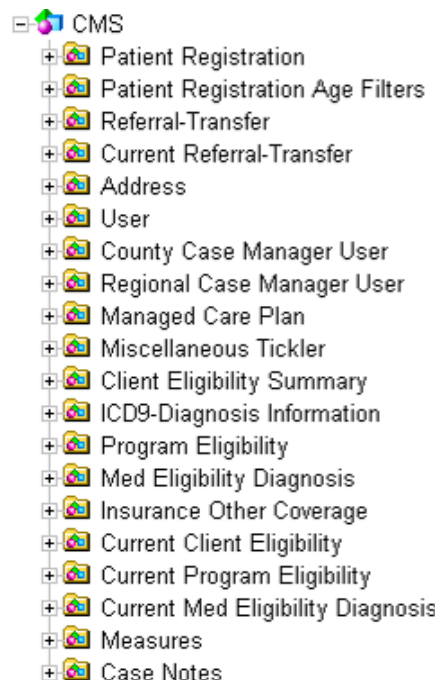 CMS
Patient Registration
Patient Registration Age Filters
Referral-Transfer
Current Referral-Transfer
Address
User
County Case Manager User
Regional Case Manager User
Managed Care Plan
Miscellaneous Tickler
Client Eligibility Summary
ICD9-Diagnosis Information
Program Eligibility
Med Eligibility Diagnosis
Insurance Other Coverage
Current Client Eligibility
Current Program Eligibility
Current Med Eligibility Diagnosis
Measures
Case Notes